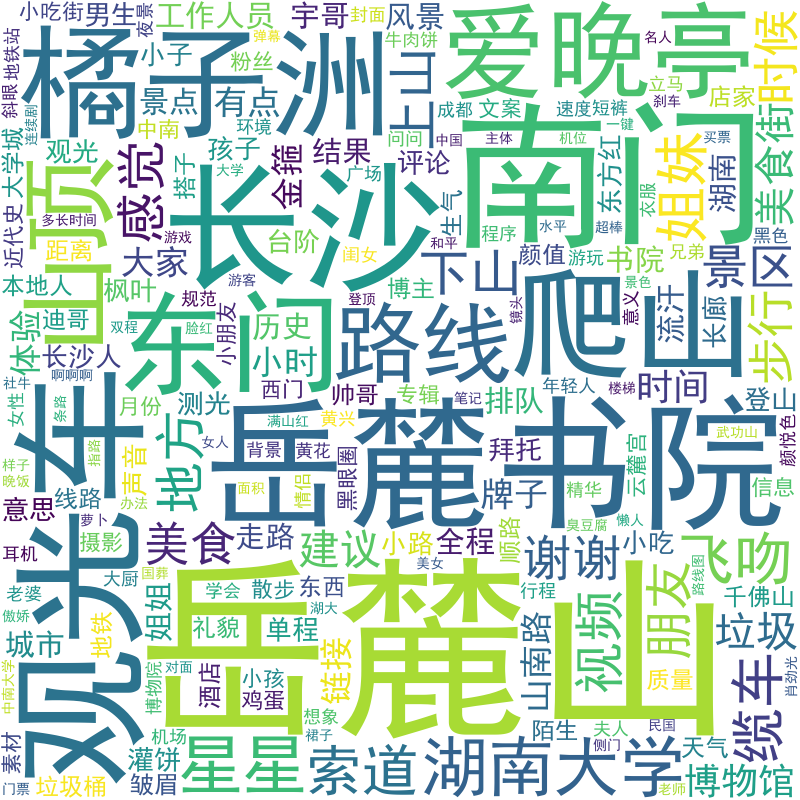 小吃街
男生
夜景
工作人员
宇哥
封面
风景
爱晚亭
名人
时候
地铁站
斜眼
连续剧
橘子洲
小子
粉丝
弹幕
牛肉饼
上山
立马
店家
景点
有点
成都
文案
刹车
速度短裤
中南
环境
一键
大学城
观光
搭子
孩子
金箍
结果
问问
评论
中国
主体
南门
机位
东方红
姐妹
买票
湖南
美食街
近代史
山顶
感觉
大学
广场
生气
衣服
多长时间
距离
游戏
长沙
台阶
闺女
和平
程序
水平
超棒
颜值
游玩
书院
兄弟
黑色
景区
本地人
大家
枫叶
规范
游客
下山
博主
景色
步行
体验
迪哥
双程
脸红
小朋友
历史
登顶
路线
镜头
爬山
意义
流汗
长廊
长沙人
东门
小时
社牛
啊啊啊
观光车
女性
条路
月份
测光
西门
帅哥
专辑
笔记
排队
年轻人
楼梯
时间
登山
颜悦色
满山红
黄兴
岳麓书院
样子
晚饭
指路
声音
地方
女人
背景
黄花
黑眼圈
拜托
牌子
精华
云麓宫
武功山
信息
意思
线路
办法
面积
情侣
臭豆腐
懒人
耳机
摄影
萝卜
美食
走路
建议
小路
全程
顺路
谢谢
小吃
飞吻
老婆
大厨
国葬
岳麓山
学会
散步
东西
美女
行程
路线图
千佛山
傲娇
城市
地铁
姐姐
礼貌
湖大
单程
链接
山南路
视频
朋友
垃圾
中南大学
博物院
对面
酒店
小孩
鸡蛋
质量
缆车
肖劲光
素材
机场
想象
陌生
夫人
民国
灌饼
星星
裙子
索道
湖南大学
侧门
天气
门票
垃圾桶
皱眉
老师
博物馆